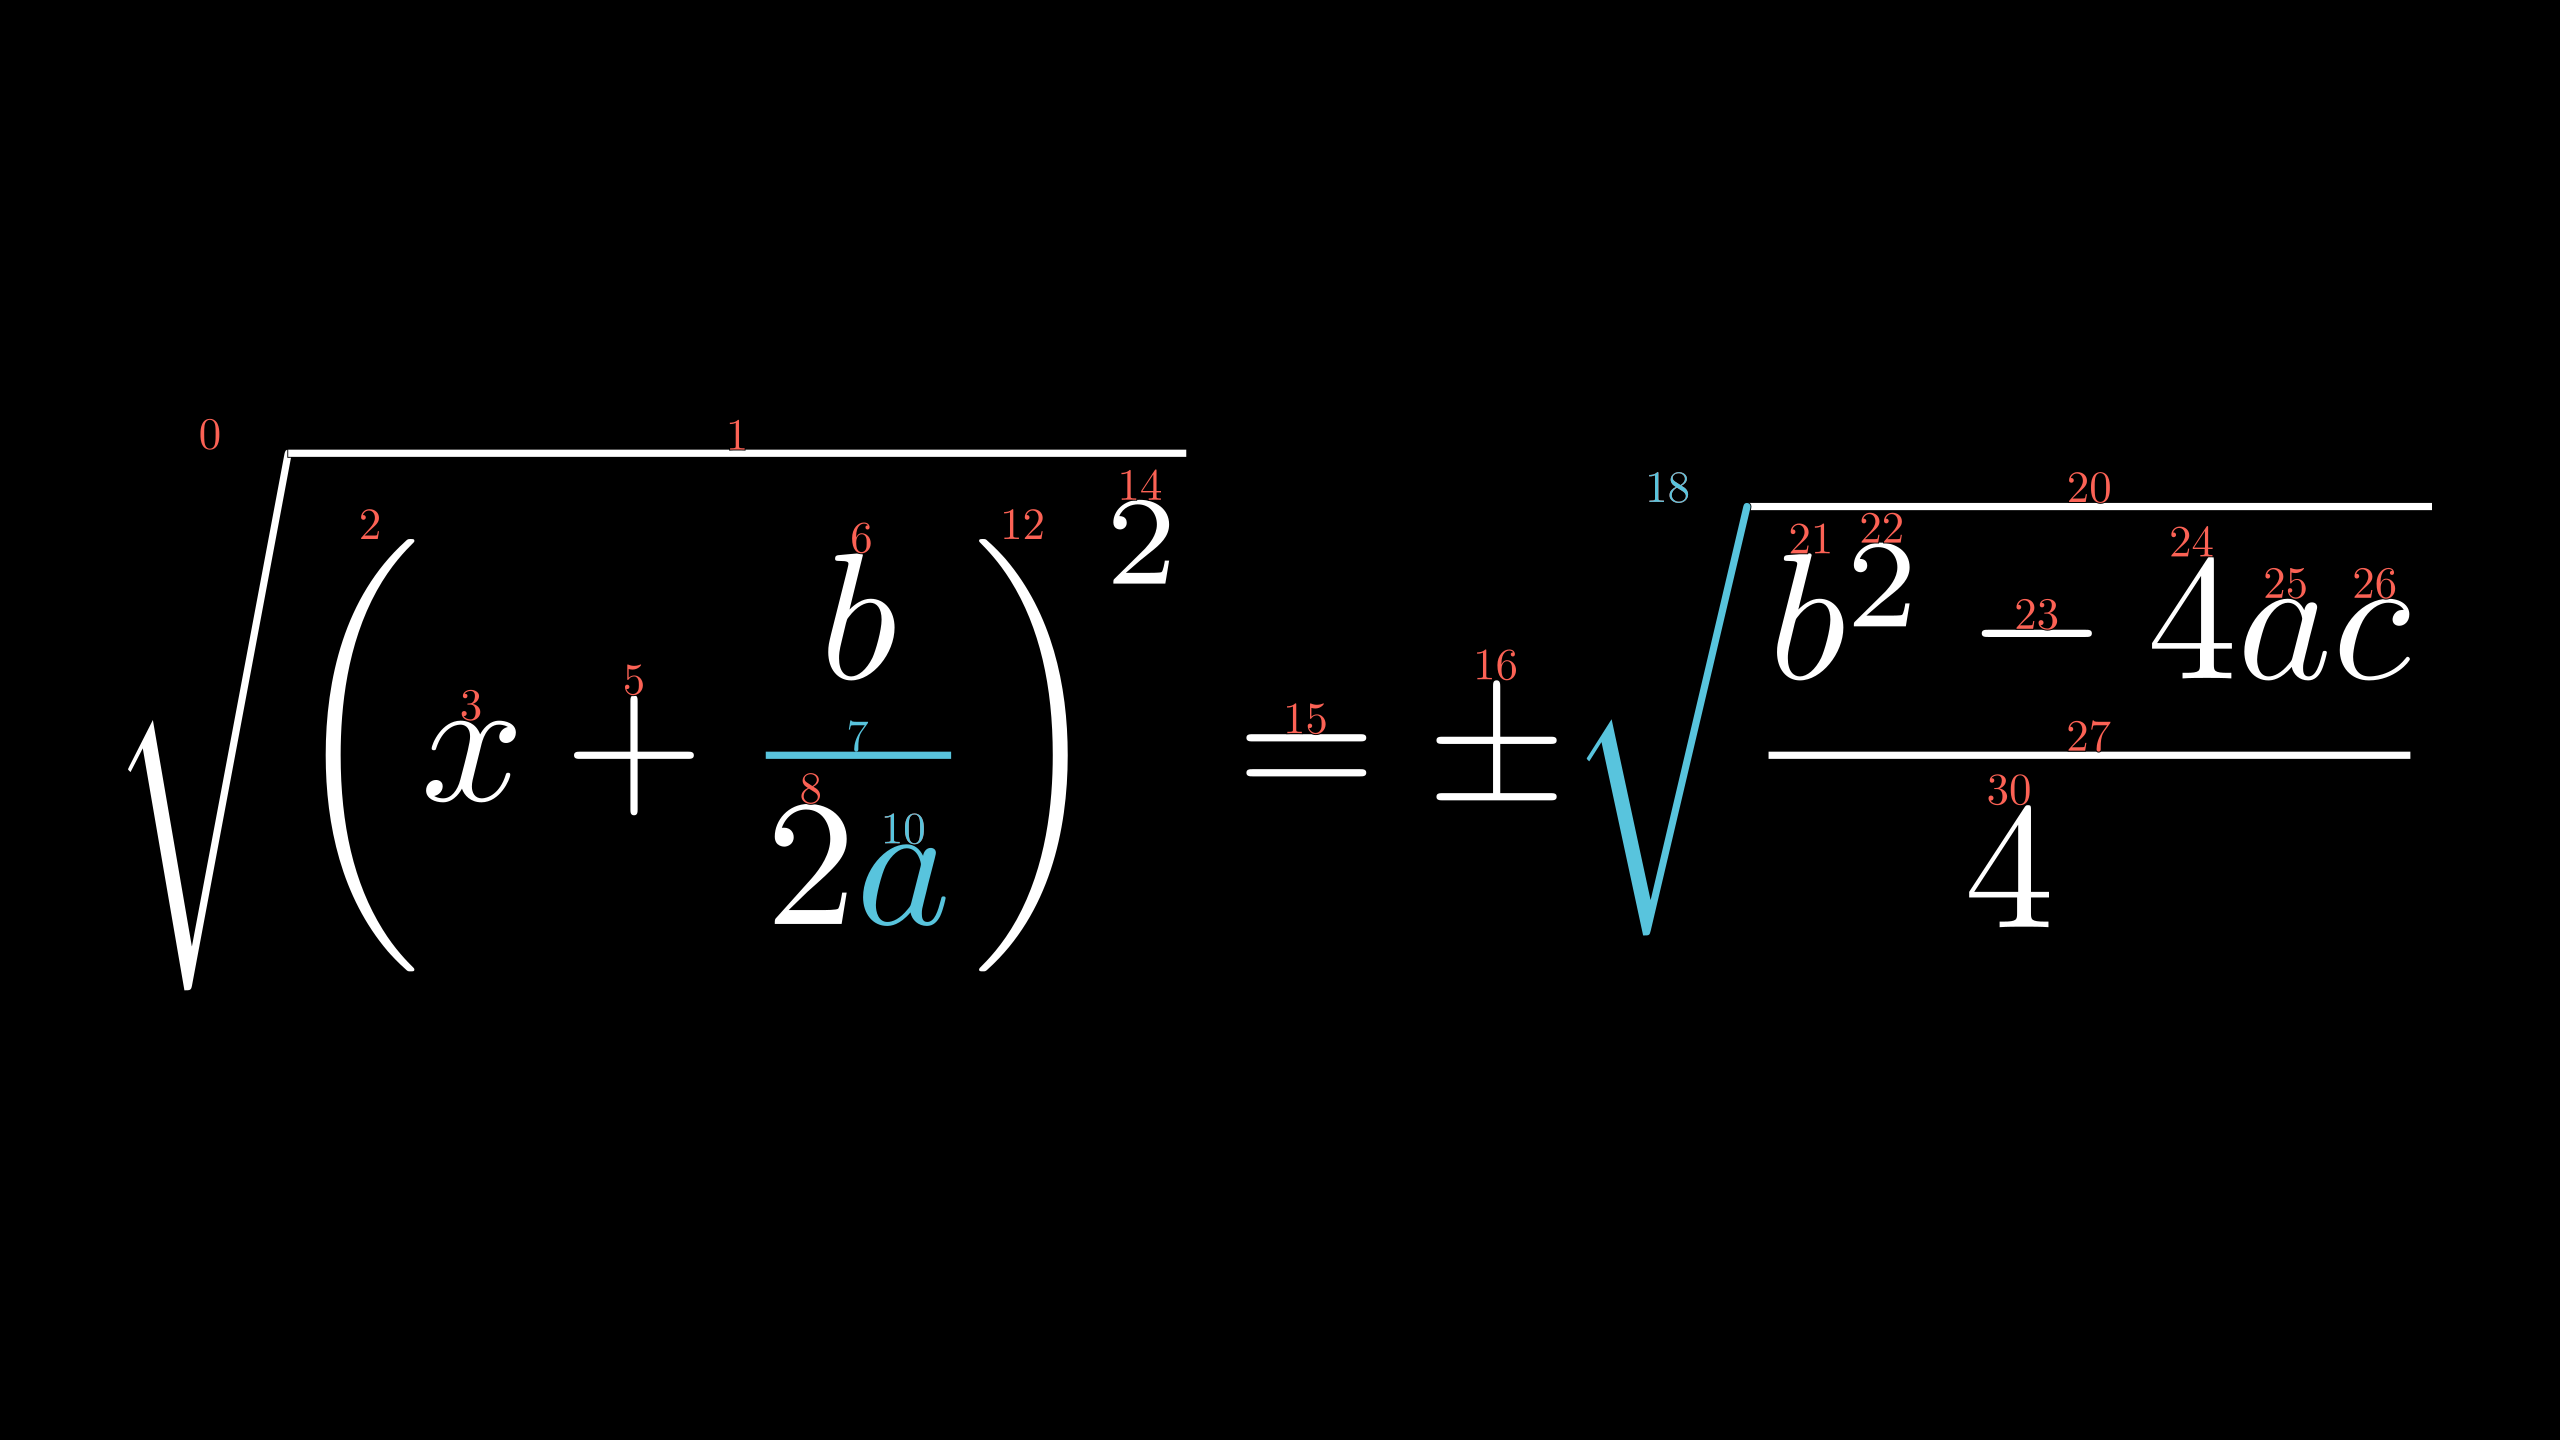 √((x + b/2a)²) = ± √((b² − 4ac)/4)
0 1 2 3 5 6 7 8 10 12 14 15 16 18 20 21 22 23 24 25 26 27 30